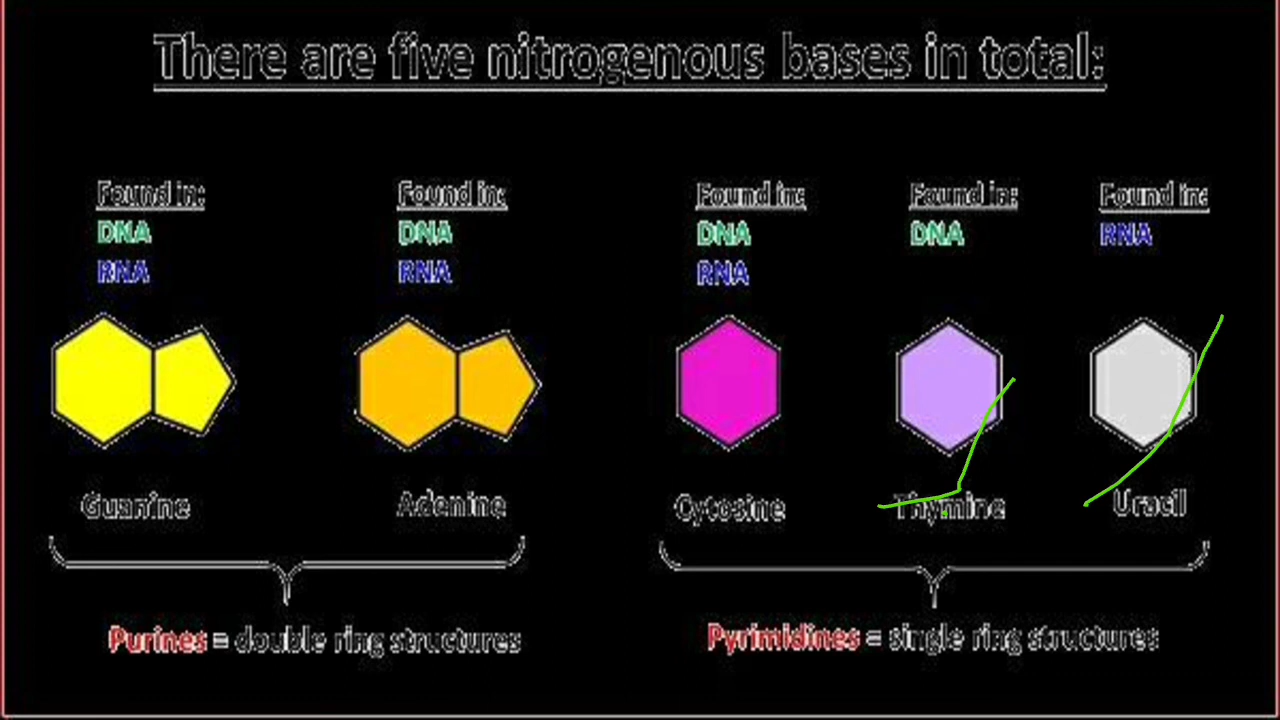 There are five nitrogenous bases in total:
Found in: Found in: Found in: Found in: Found in:
DNA DNA DNA DNA RNA
RNA RNA RNA
Guanine Adenine Cytosine Thymine Uracil
Purines = double ring structures Pyrimidines = single ring structures